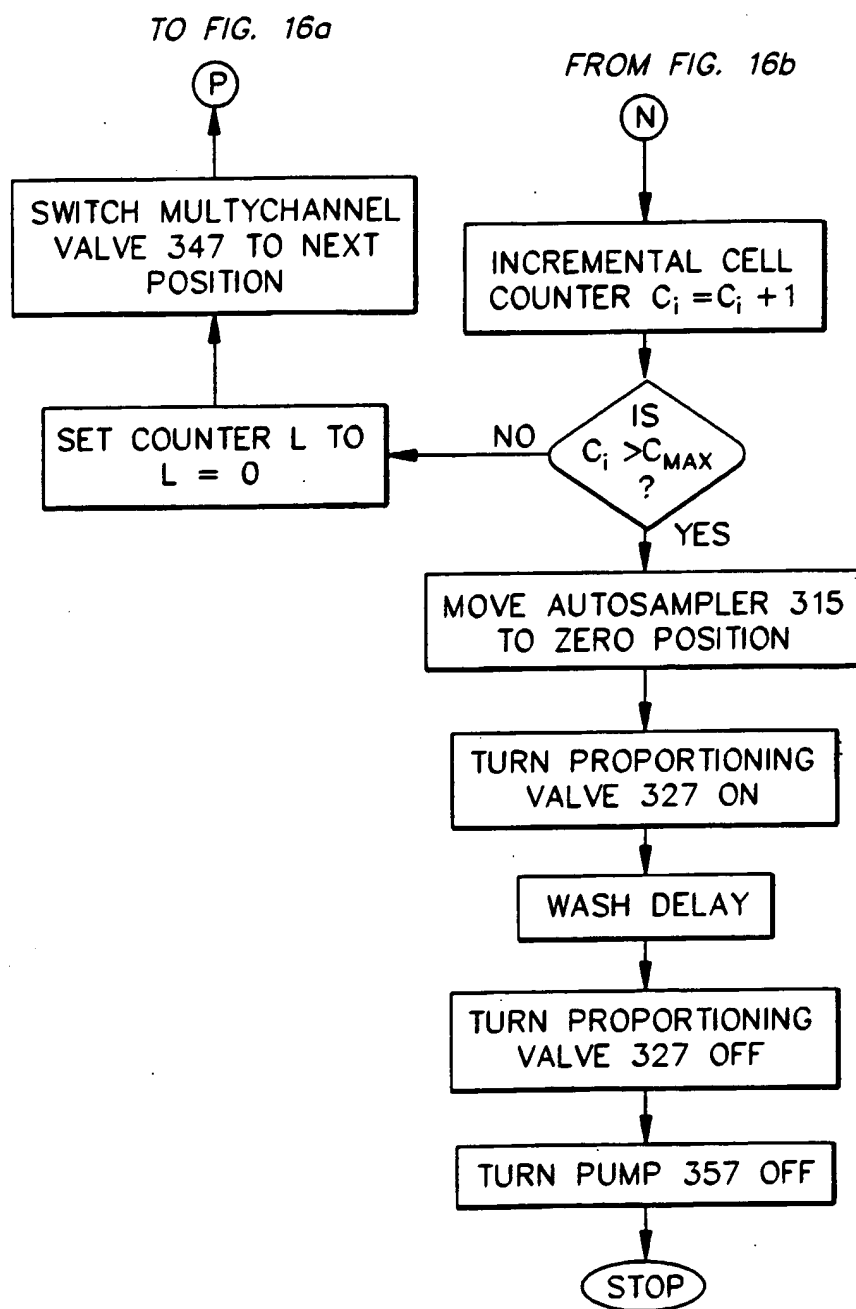 TO FIG. 16a
P
SWITCH MULTYCHANNEL
VALVE 347 TO NEXT
POSITION
SET COUNTER L TO
L = 0
FROM FIG. 16b
N
INCREMENTAL CELL
COUNTER Ci = Ci + 1
IS
Ci > CMAX
?
NO
YES
MOVE AUTOSAMPLER 315
TO ZERO POSITION
TURN PROPORTIONING
VALVE 327 ON
WASH DELAY
TURN PROPORTIONING
VALVE 327 OFF
TURN PUMP 357 OFF
STOP